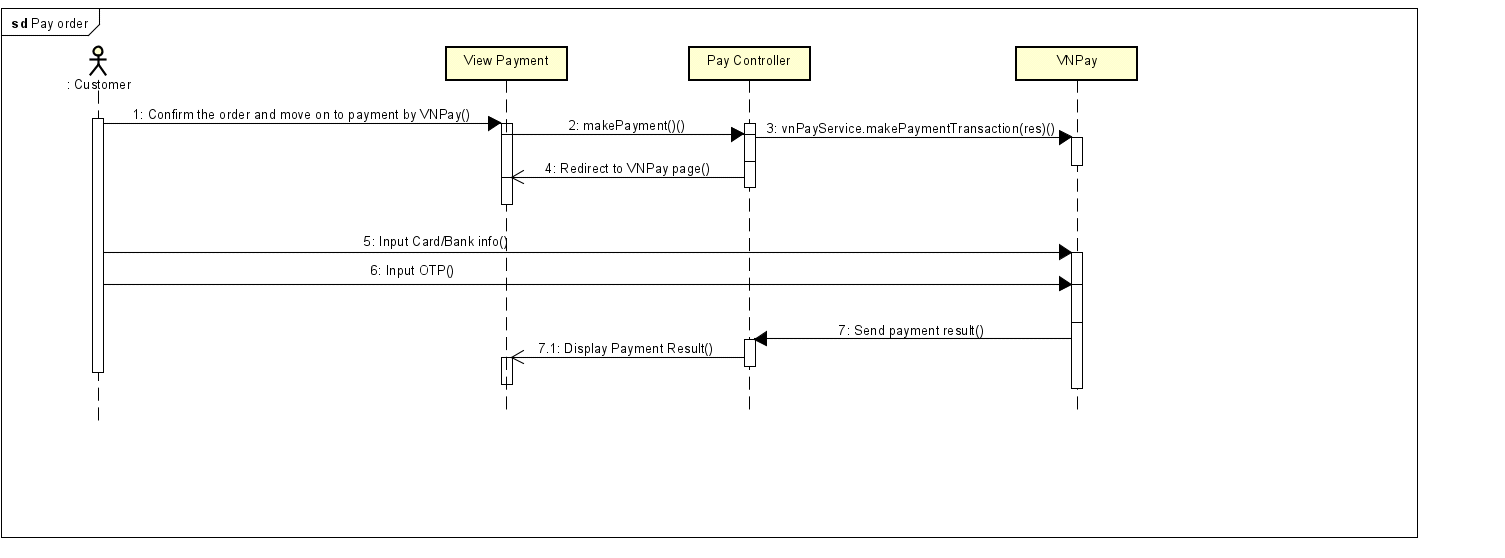 sd Pay order
: Customer
View Payment
Pay Controller
VNPay
1: Confirm the order and move on to payment by VNPay()
2: makePayment()()
3: vnPayService.makePaymentTransaction(res)()
4: Redirect to VNPay page()
5: Input Card/Bank info()
6: Input OTP()
7: Send payment result()
7.1: Display Payment Result()